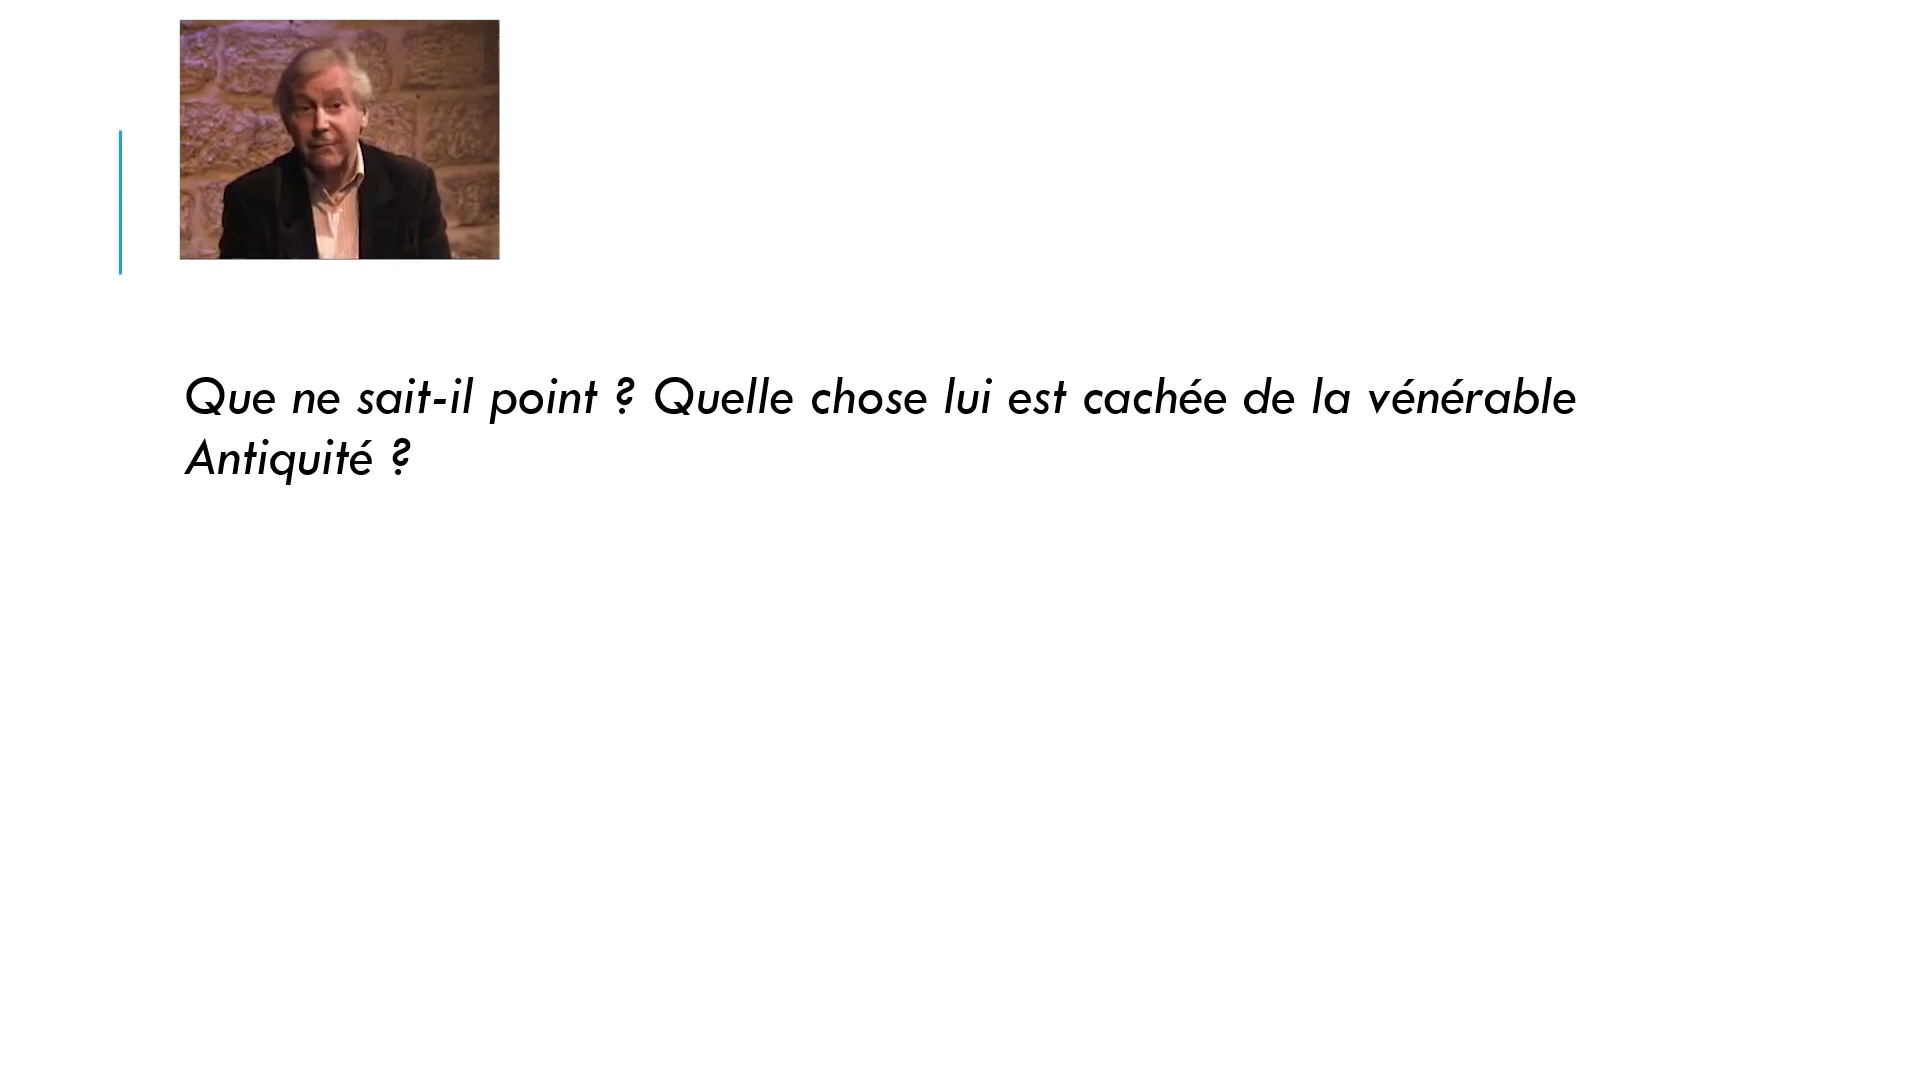 Que ne sait-il point ? Quelle chose lui est cachée de la vénérable
Antiquité ?